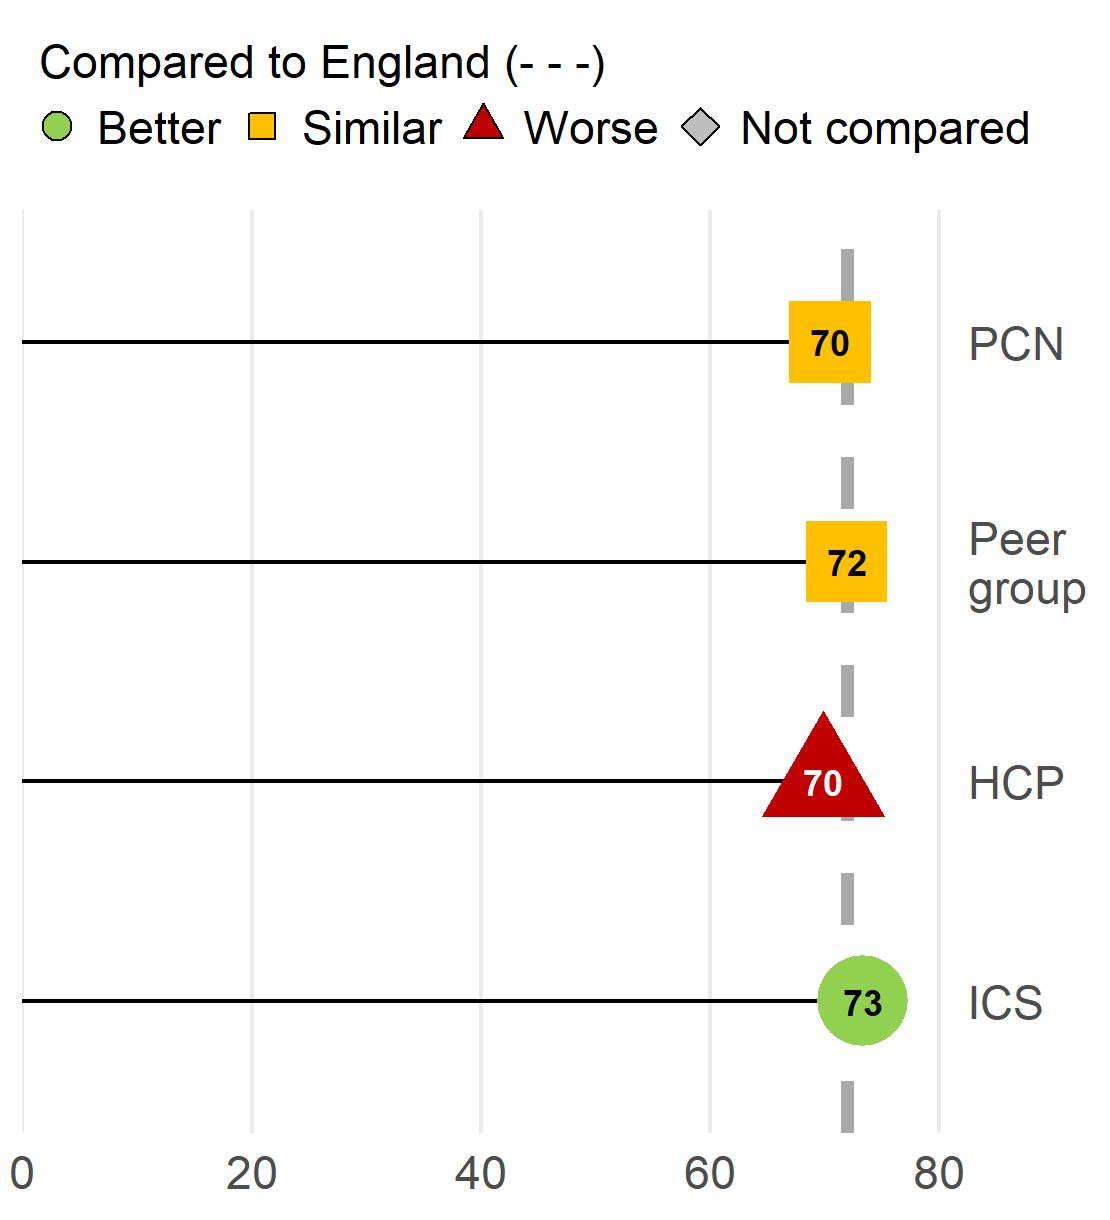 Compared to England (- - -)
Better Similar Worse Not compared
70 PCN
72 Peer
group
70 HCP
73 ICS
0 20 40 60 80